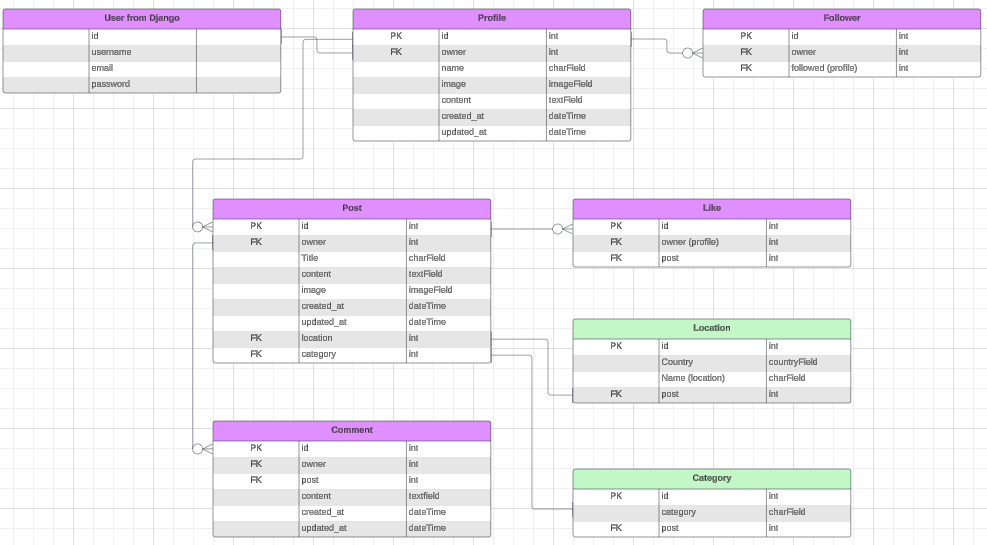 User from Django
id
username
email
password
Profile
PK id int
FK owner int
name charField
image imageField
content textField
created_at dateTime
updated_at dateTime
Follower
PK id int
FK owner int
FK followed (profile) int
Post
PK id int
FK owner int
Title charField
content textField
image imageField
created_at dateTime
updated_at dateTime
FK location int
FK category int
Like
PK id int
FK owner (profile) int
FK post int
Location
PK id int
Country countryField
Name (location) charField
FK post int
Comment
PK id int
FK owner int
FK post int
content textfield
created_at dateTime
updated_at dateTime
Category
PK id int
category charField
FK post int